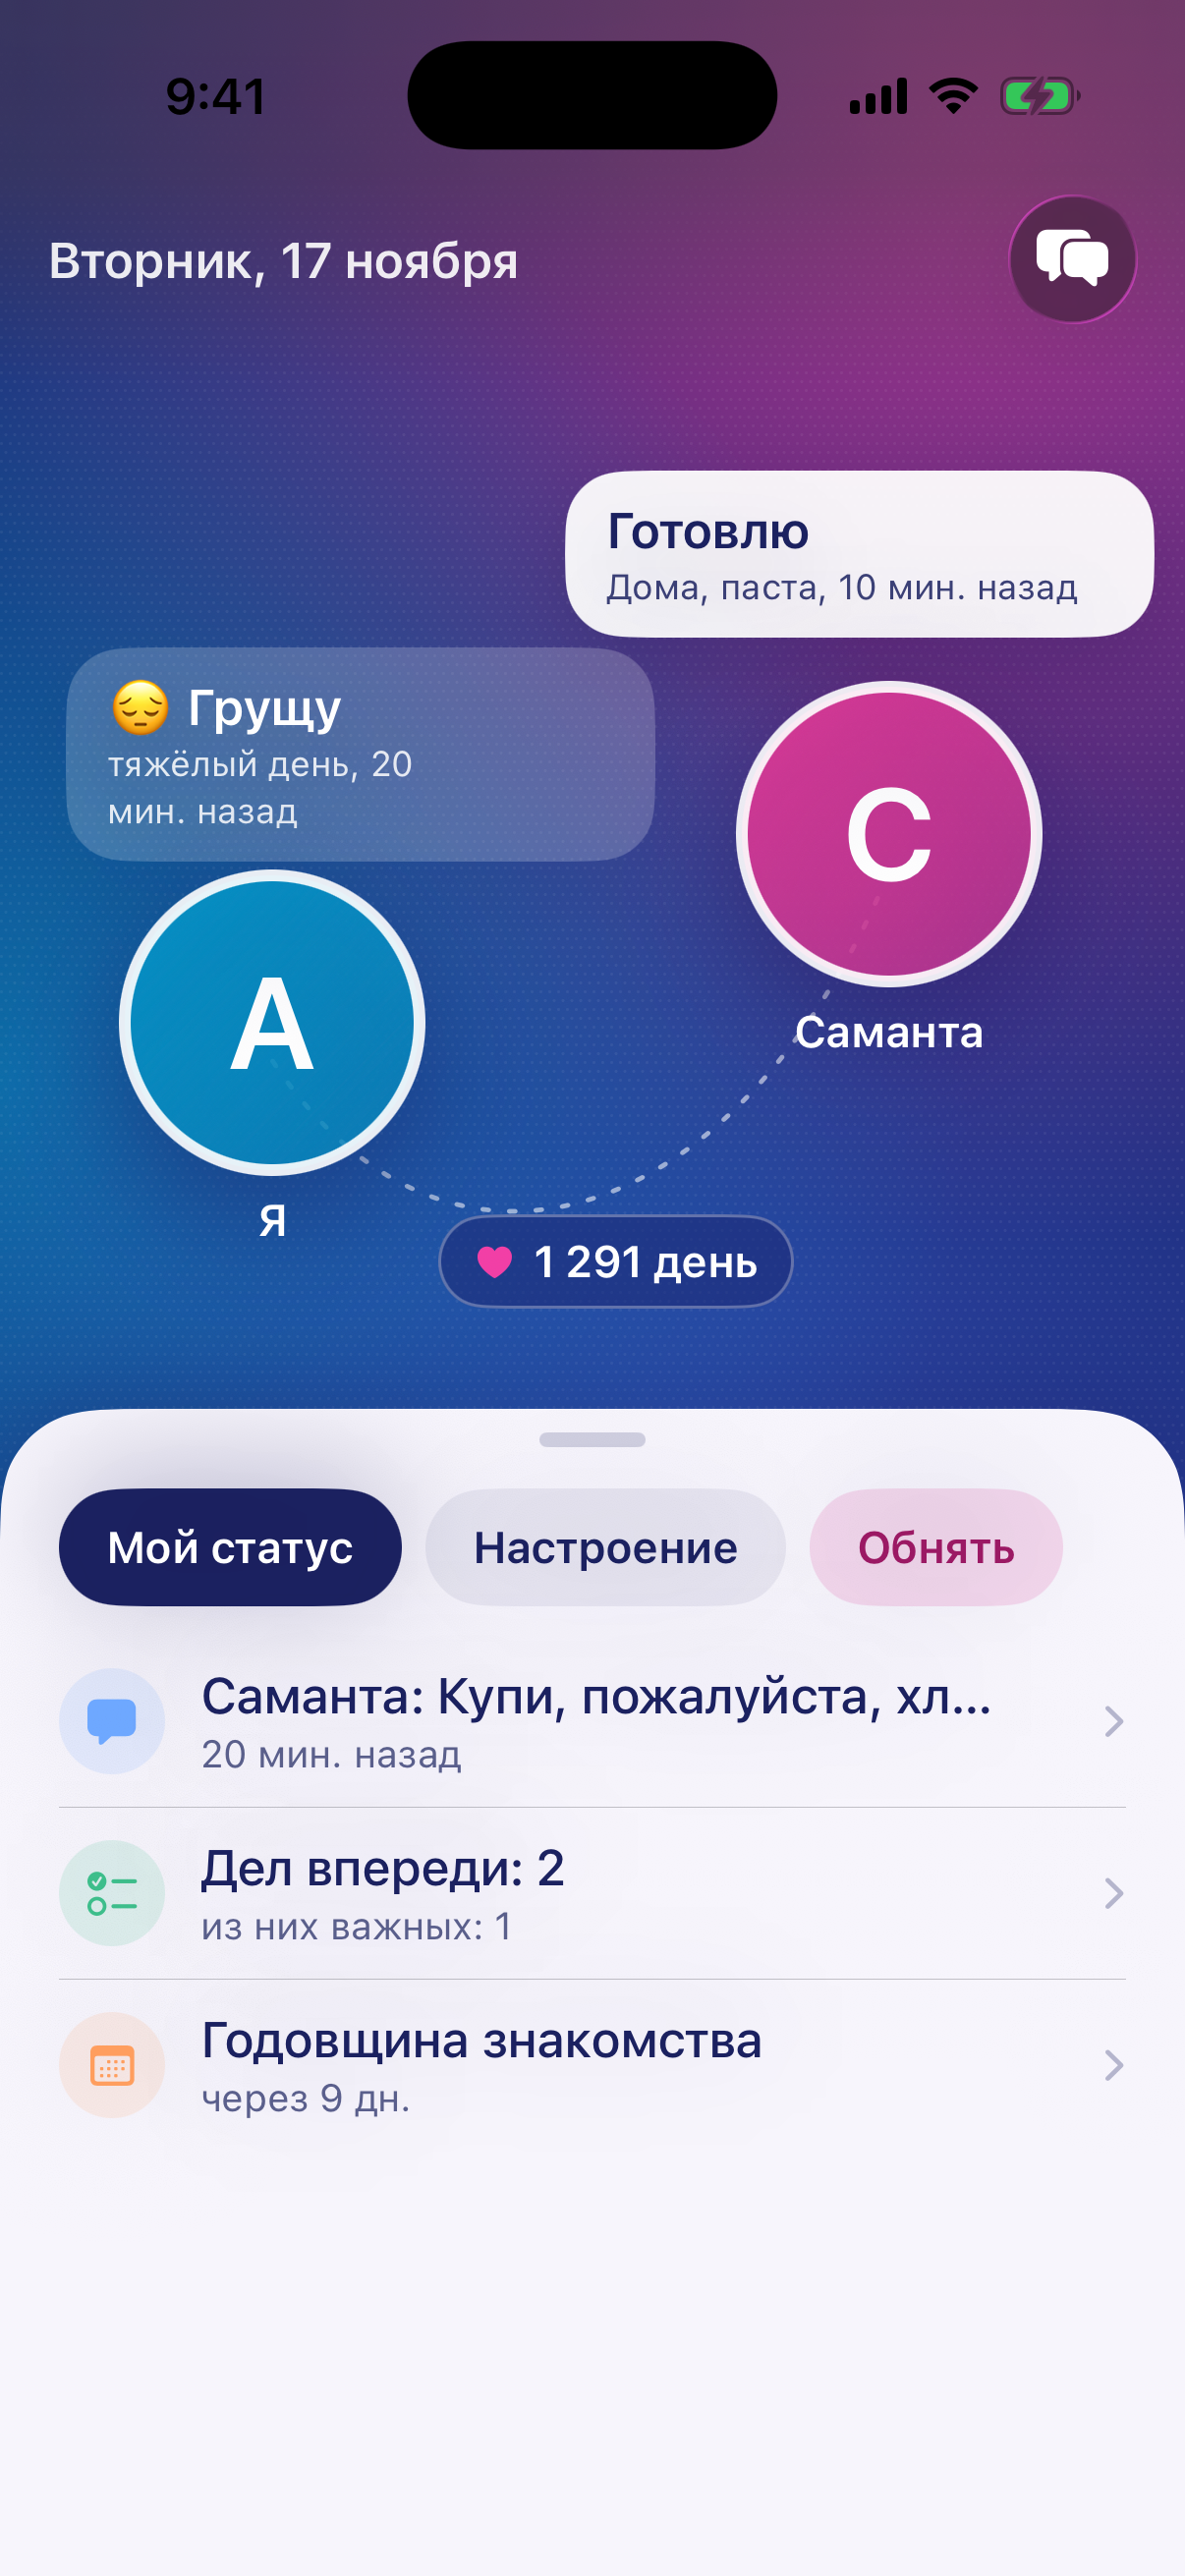 9:41
Вторник, 17 ноября
Готовлю
Дома, паста, 10 мин. назад
😔 Грущу
тяжёлый день, 20
мин. назад
С
Саманта
А
Я
1 291 день
Мой статус
Настроение
Обнять
Саманта: Купи, пожалуйста, хл...
20 мин. назад
Дел впереди: 2
из них важных: 1
Годовщина знакомства
через 9 дн.